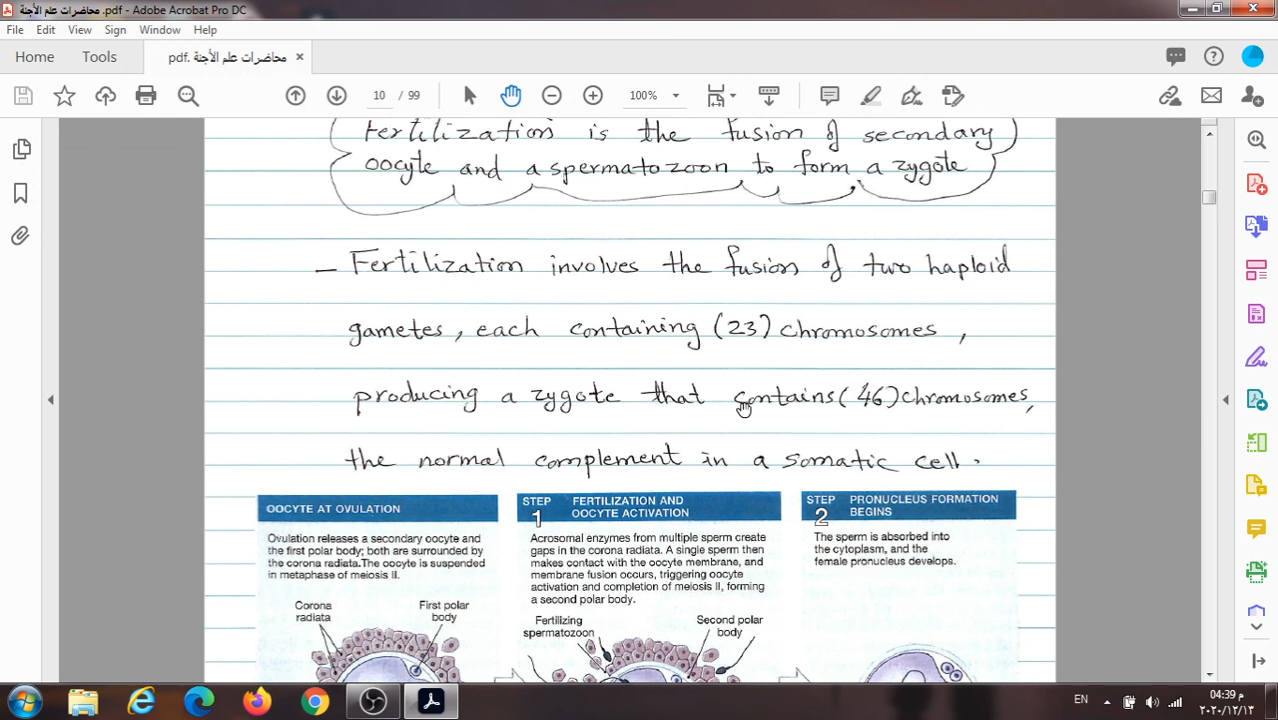 محاضرات علم الأجنة .pdf - Adobe Acrobat Pro DC
File Edit View Window Sign Help
Home Tools محاضرات علم الأجنة .pdf ×
10 / 99 100%
Fertilization is the fusion of secondary
oocyte and a spermatozoon to form a zygote
– Fertilization involves the fusion of two haploid
gametes, each containing (23) chromosomes,
producing a zygote that contains (46) chromosomes,
the normal complement in a somatic cell.
OOCYTE AT OVULATION
Ovulation releases a secondary oocyte and
the first polar body; both are surrounded by
the corona radiata. The oocyte is suspended
in metaphase of meiosis II.
Corona
radiata
First polar
body
STEP 1 FERTILIZATION AND
OOCYTE ACTIVATION
Acrosomal enzymes from multiple sperm create
gaps in the corona radiata. A single sperm then
makes contact with the oocyte membrane, and
membrane fusion occurs, triggering oocyte
activation and completion of meiosis II, forming
a second polar body.
Fertilizing
spermatozoon
Second polar
body
STEP 2 PRONUCLEUS FORMATION
BEGINS
The sperm is absorbed into
the cytoplasm, and the
female pronucleus develops.
EN
04:39 م
٢٠٢٠/١٢/١٣